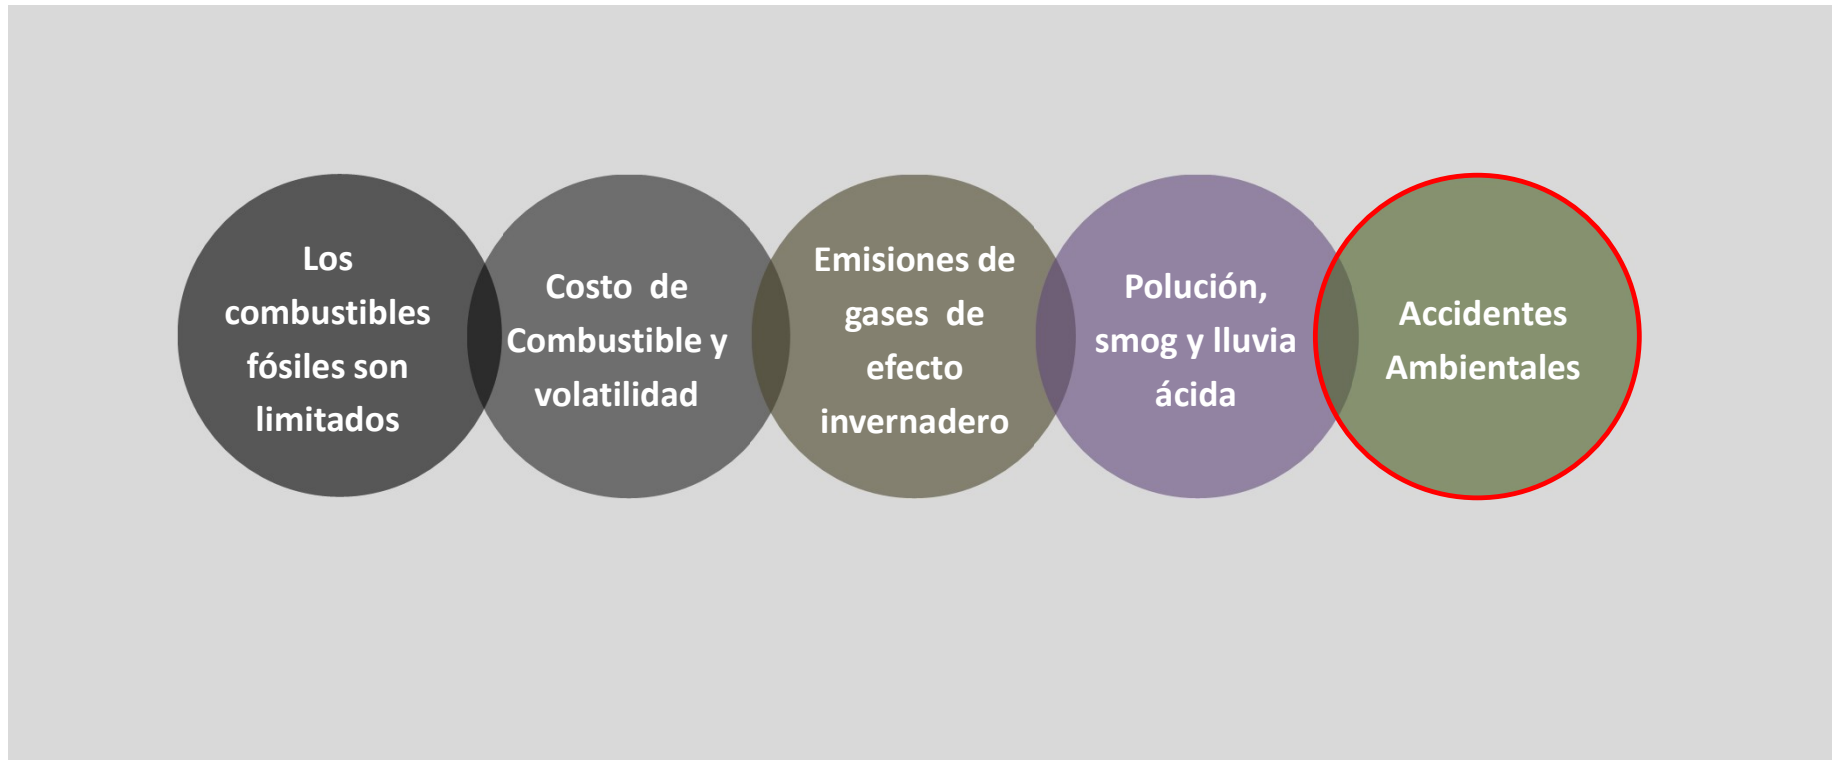 Los
combustibles
fósiles son
limitados
Costo de
Combustible y
volatilidad
Emisiones de
gases de
efecto
invernadero
Polución,
smog y lluvia
ácida
Accidentes
Ambientales